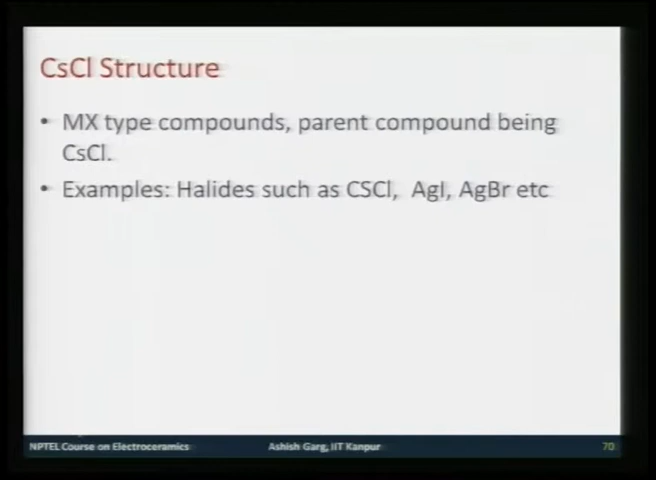 CsCl Structure
• MX type compounds, parent compound being
CsCl.
• Examples: Halides such as CSCl, AgI, AgBr etc
NPTEL Course on Electroceramics
Ashish Garg, IIT Kanpur
70